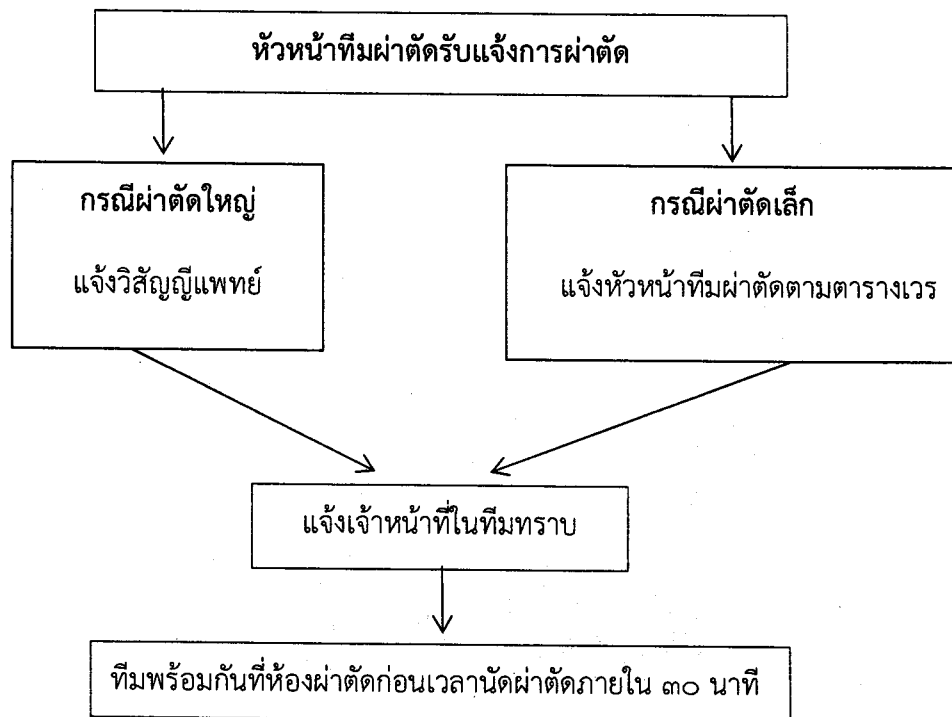 หัวหน้าทีมผ่าตัดรับแจ้งการผ่าตัด
กรณีผ่าตัดใหญ่
แจ้งวิสัญญีแพทย์
กรณีผ่าตัดเล็ก
แจ้งหัวหน้าทีมผ่าตัดตามตารางเวร
แจ้งเจ้าหน้าที่ในทีมทราบ
ทีมพร้อมกันที่ห้องผ่าตัดก่อนเวลานัดผ่าตัดภายใน ๓๐ นาที